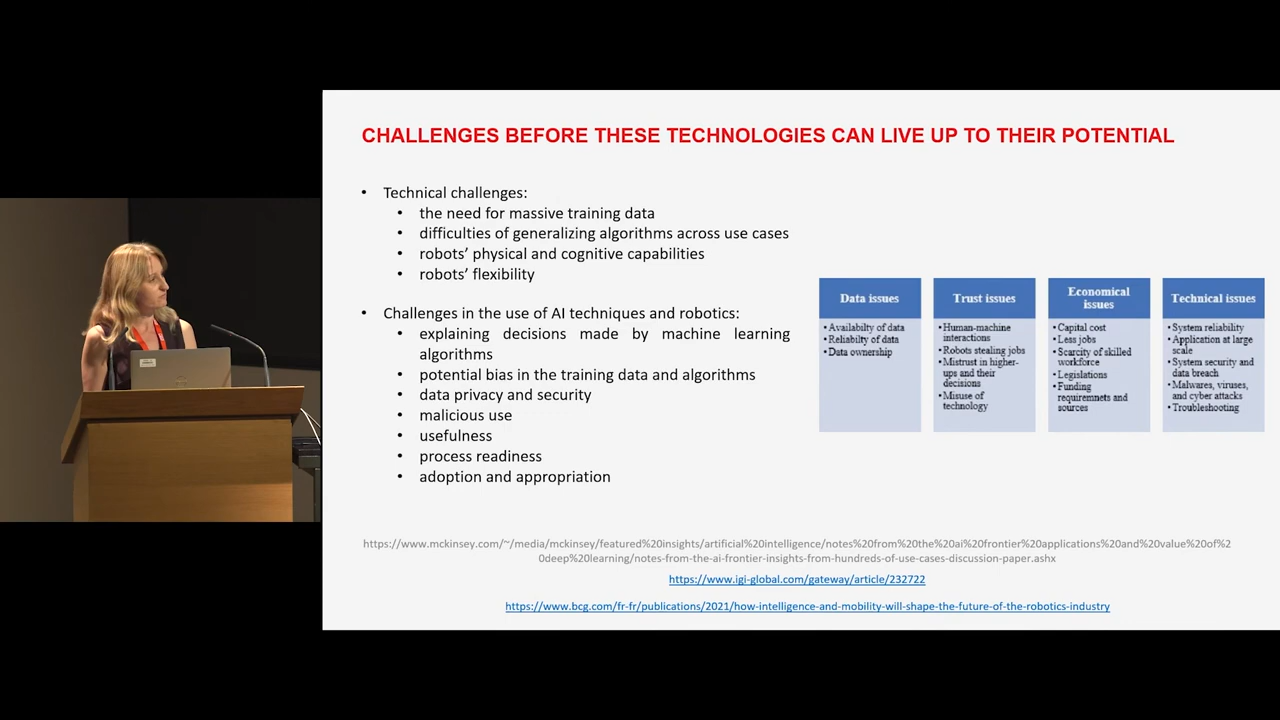 CHALLENGES BEFORE THESE TECHNOLOGIES CAN LIVE UP TO THEIR POTENTIAL
• Technical challenges:
• the need for massive training data
• difficulties of generalizing algorithms across use cases
• robots' physical and cognitive capabilities
• robots' flexibility
• Challenges in the use of AI techniques and robotics:
• explaining decisions made by machine learning
algorithms
• potential bias in the training data and algorithms
• data privacy and security
• malicious use
• usefulness
• process readiness
• adoption and appropriation
Data issues
• Availabilty of data
• Reliabilty of data
• Data ownership
Trust issues
• Human-machine
interactions
• Robots stealing jobs
• Mistrust in higher-
ups and their
decisions
• Misuse of
technology
Economical
issues
• Capital cost
• Less jobs
• Scarcity of skilled
workforce
• Legislations
• Funding
requiremnets and
sources
Technical issues
• System reliability
• Application at large
scale
• System security and
data breach
• Malwares, viruses,
and cyber attacks
• Troubleshooting
https://www.mckinsey.com/~/media/mckinsey/featured%20insights/artificial%20intelligence/notes%20from%20the%20ai%20frontier%20applications%20and%20value%20of%2
0deep%20learning/notes-from-the-ai-frontier-insights-from-hundreds-of-use-cases-discussion-paper.ashx
https://www.igi-global.com/gateway/article/232722
https://www.bcg.com/fr-fr/publications/2021/how-intelligence-and-mobility-will-shape-the-future-of-the-robotics-industry